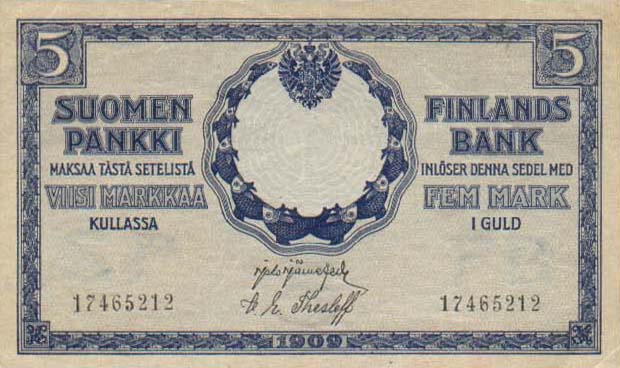 5 5
SUOMEN
PANKKI
MAKSAA TÄSTÄ SETELISTÄ
VIISI MARKKAA
KULLASSA
FINLANDS
BANK
INLÖSER DENNA SEDEL MED
FEM MARK
I GULD
17465212 17465212
Thesleff
1909